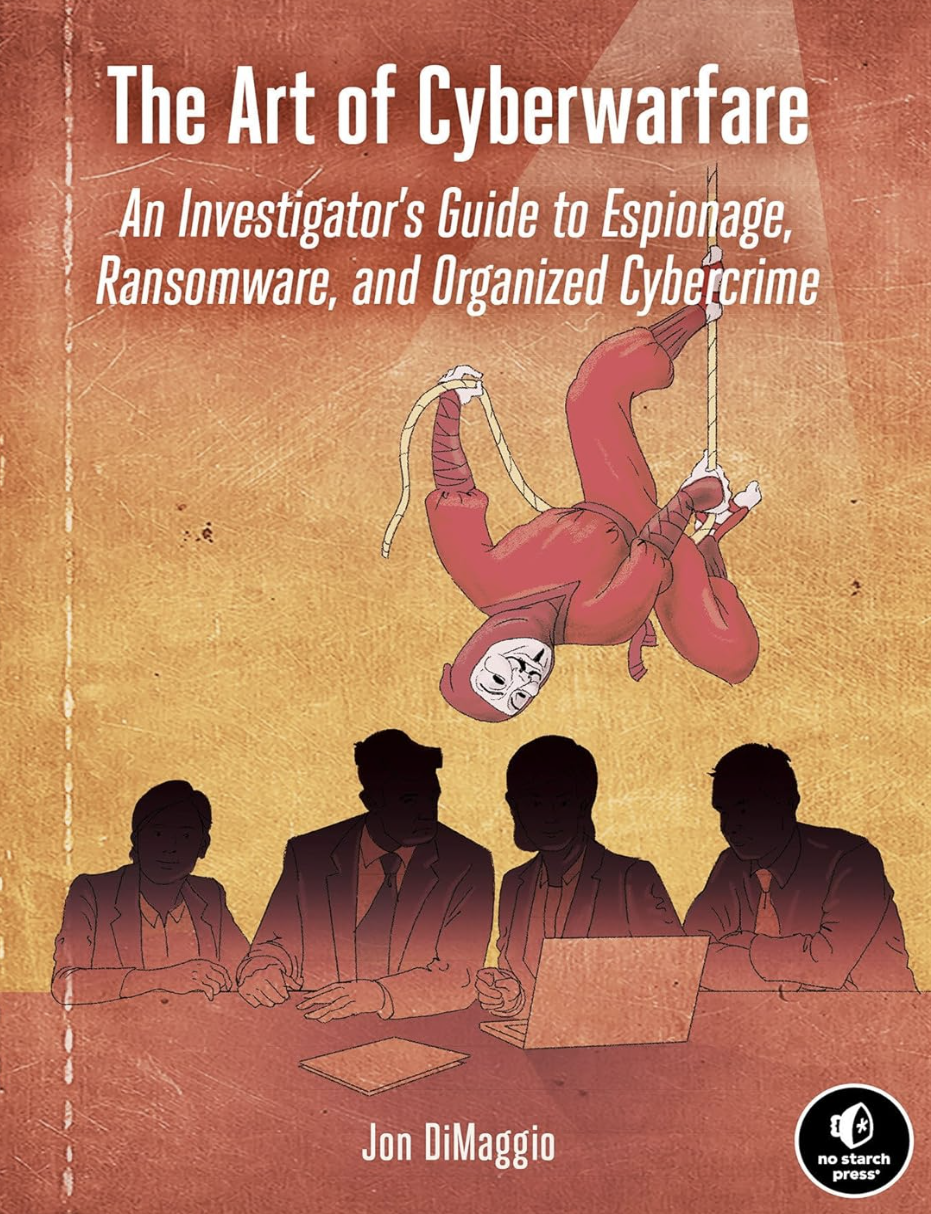 The Art of Cyberwarfare
An Investigator's Guide to Espionage,
Ransomware, and Organized Cybercrime
Jon DiMaggio
no starch
press®